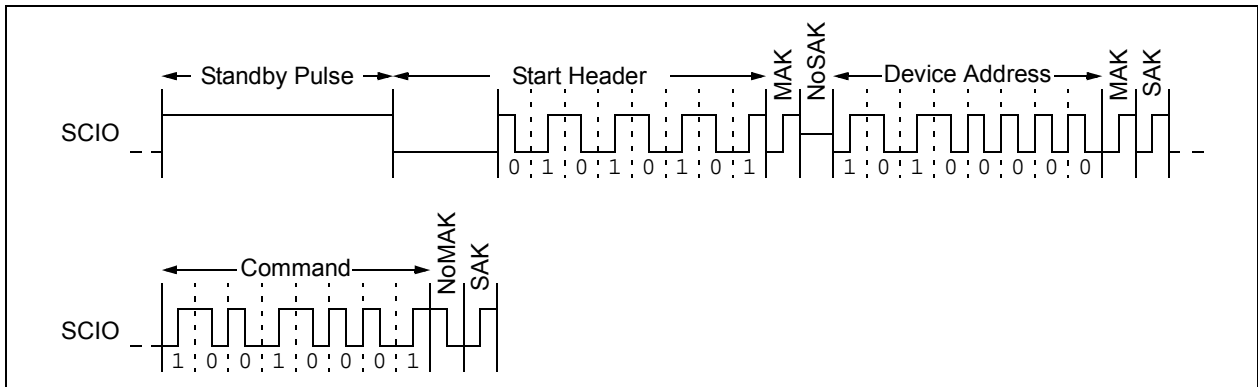 Standby Pulse Start Header MAK NoSAK Device Address MAK SAK
SCIO
0 1 0 1 0 1 0 1 1 0 1 0 0 0 0 0
Command NoMAK SAK
SCIO
1 0 0 1 0 0 0 1